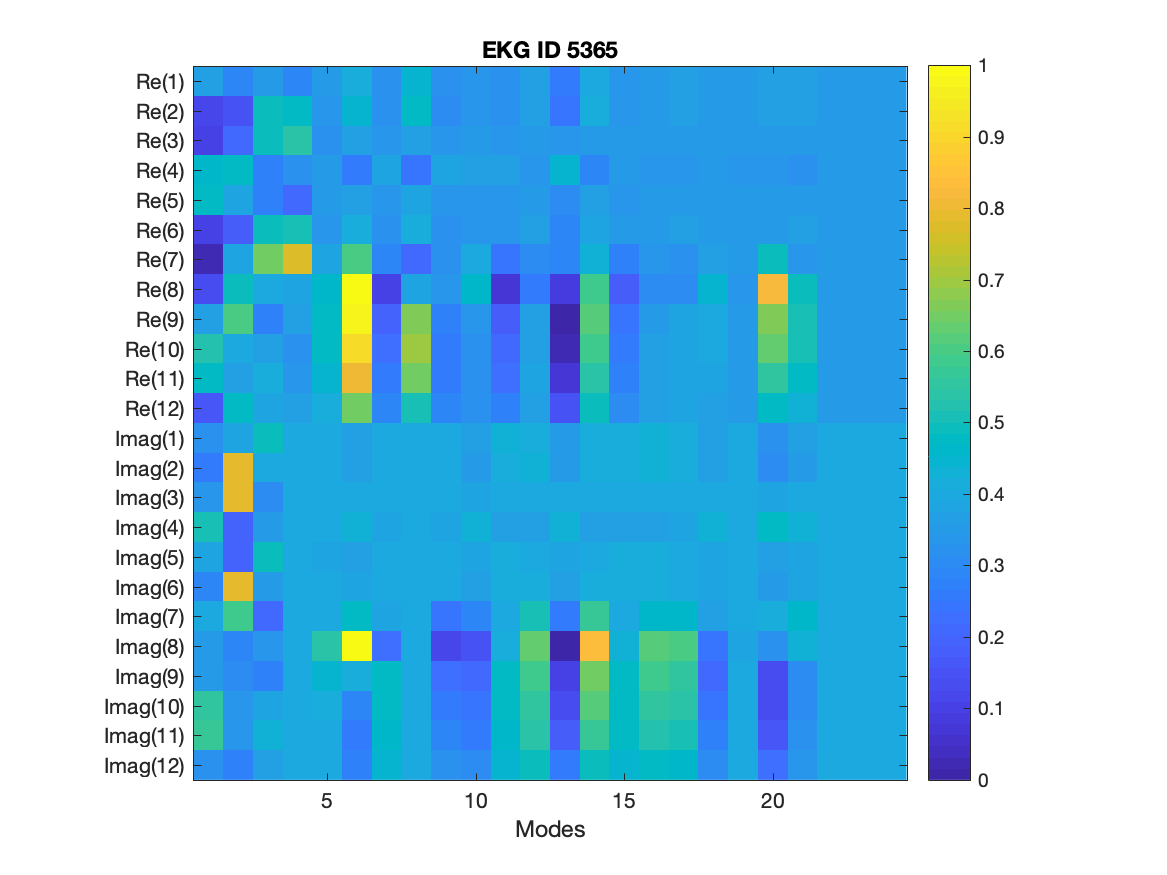 EKG ID 5365
Re(1)
Re(2)
Re(3)
Re(4)
Re(5)
Re(6)
Re(7)
Re(8)
Re(9)
Re(10)
Re(11)
Re(12)
Imag(1)
Imag(2)
Imag(3)
Imag(4)
Imag(5)
Imag(6)
Imag(7)
Imag(8)
Imag(9)
Imag(10)
Imag(11)
Imag(12)
5 10 15 20
Modes
1
0.9
0.8
0.7
0.6
0.5
0.4
0.3
0.2
0.1
0